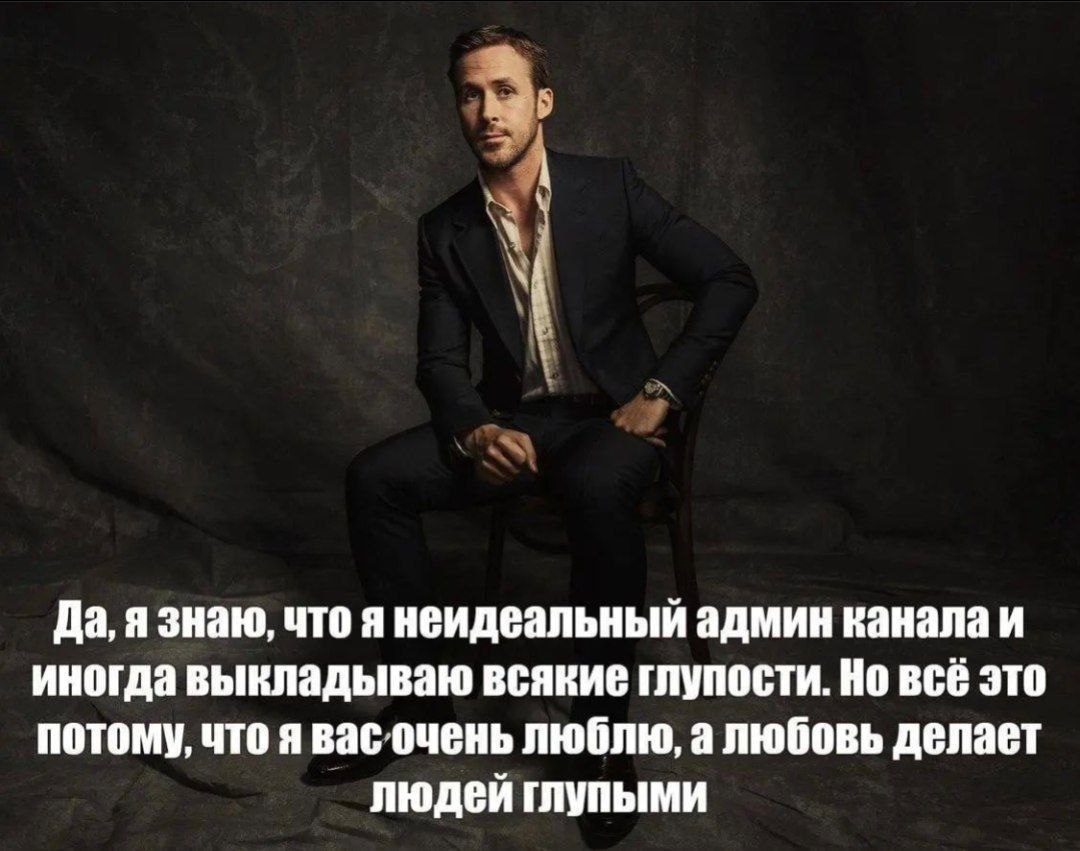 Да, я знаю, что я неидеальный админ канала и
иногда выкладываю всякие глупости. Но всё это
потому, что я вас очень люблю, а любовь делает
людей глупыми